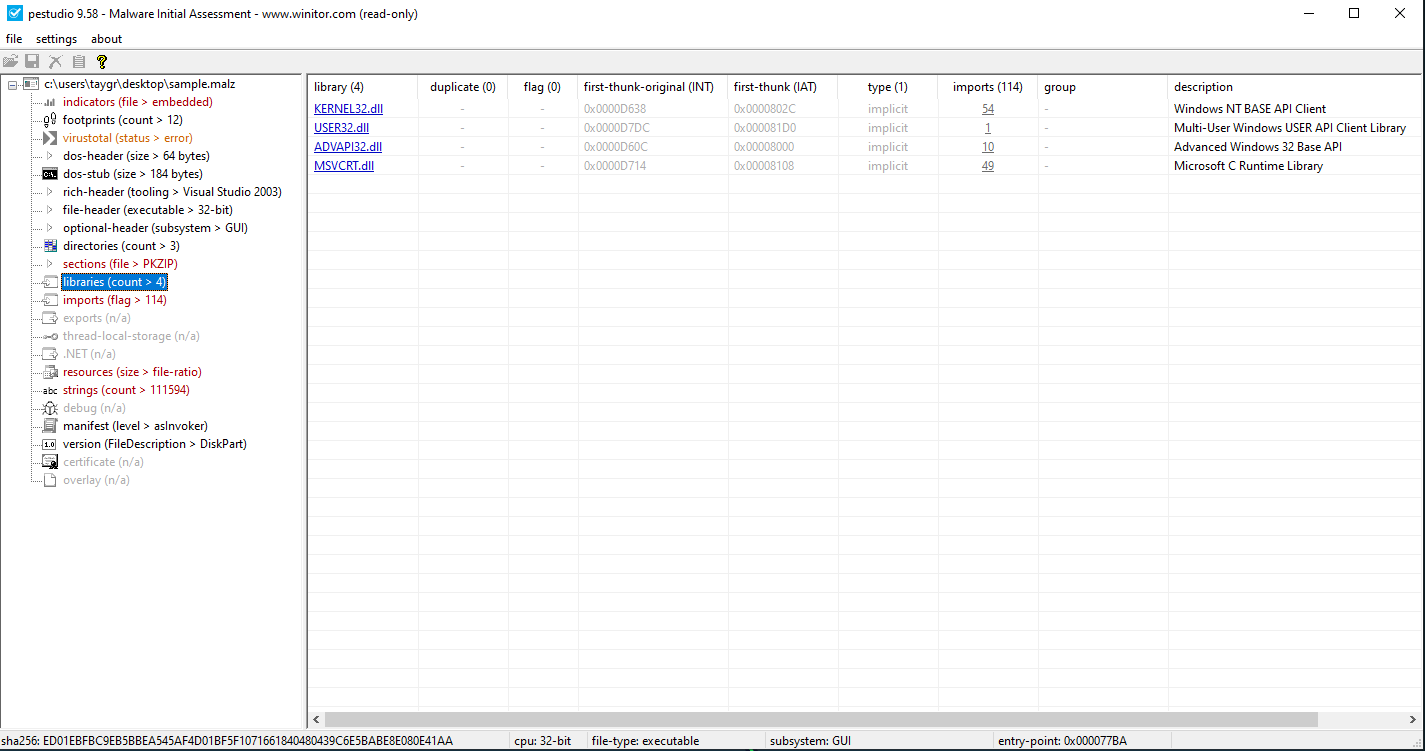 pestudio 9.58 - Malware Initial Assessment - www.winitor.com (read-only)
file settings about
c:\users\taygr\desktop\sample.malz
indicators (file > embedded)
footprints (count > 12)
virustotal (status > error)
dos-header (size > 64 bytes)
dos-stub (size > 184 bytes)
rich-header (tooling > Visual Studio 2003)
file-header (executable > 32-bit)
optional-header (subsystem > GUI)
directories (count > 3)
sections (file > PKZIP)
libraries (count > 4)
imports (flag > 114)
exports (n/a)
thread-local-storage (n/a)
.NET (n/a)
resources (size > file-ratio)
abc strings (count > 111594)
debug (n/a)
manifest (level > asInvoker)
1.0 version (FileDescription > DiskPart)
certificate (n/a)
overlay (n/a)
library (4) duplicate (0) flag (0) first-thunk-original (INT) first-thunk (IAT) type (1) imports (114) group description
KERNEL32.dll - - 0x0000D638 0x0000802C implicit 54 - Windows NT BASE API Client
USER32.dll - - 0x0000D7DC 0x000081D0 implicit 1 - Multi-User Windows USER API Client Library
ADVAPI32.dll - - 0x0000D60C 0x00008000 implicit 10 - Advanced Windows 32 Base API
MSVCRT.dll - - 0x0000D714 0x00008108 implicit 49 - Microsoft C Runtime Library
sha256: ED01EBFBC9EB5BBEA545AF4D01BF5F1071661840480439C6E5BABE8E080E41AA cpu: 32-bit file-type: executable subsystem: GUI entry-point: 0x000077BA